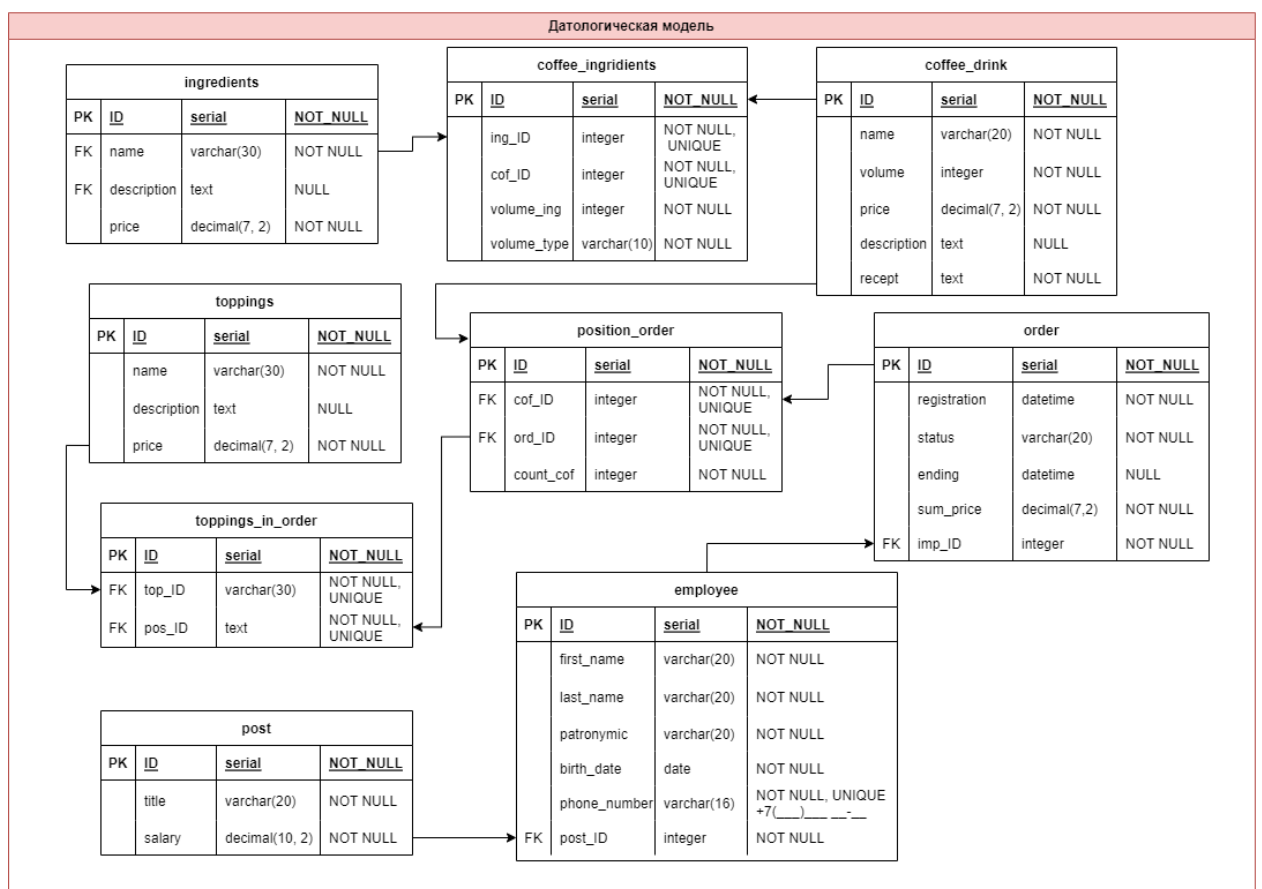 Датологическая модель
ingredients
PK ID serial NOT_NULL
FK name varchar(30) NOT NULL
FK description text NULL
price decimal(7, 2) NOT NULL
coffee_ingridients
PK ID serial NOT_NULL
ing_ID integer NOT NULL,
UNIQUE
cof_ID integer NOT NULL,
UNIQUE
volume_ing integer NOT NULL
volume_type varchar(10) NOT NULL
coffee_drink
PK ID serial NOT_NULL
name varchar(20) NOT NULL
volume integer NOT NULL
price decimal(7, 2) NOT NULL
description text NULL
recept text NOT NULL
toppings
PK ID serial NOT_NULL
name varchar(30) NOT NULL
description text NULL
price decimal(7, 2) NOT NULL
position_order
PK ID serial NOT_NULL
FK cof_ID integer NOT NULL,
UNIQUE
FK ord_ID integer NOT NULL,
UNIQUE
count_cof integer NOT NULL
order
PK ID serial NOT_NULL
registration datetime NOT NULL
status varchar(20) NOT NULL
ending datetime NULL
sum_price decimal(7,2) NOT NULL
FK imp_ID integer NOT NULL
toppings_in_order
PK ID serial NOT_NULL
FK top_ID varchar(30) NOT NULL,
UNIQUE
FK pos_ID text NOT NULL,
UNIQUE
employee
PK ID serial NOT_NULL
first_name varchar(20) NOT NULL
last_name varchar(20) NOT NULL
patronymic varchar(20) NOT NULL
birth_date date NOT NULL
phone_number varchar(16) NOT NULL, UNIQUE
+7(___)___ __-__
FK post_ID integer NOT NULL
post
PK ID serial NOT_NULL
title varchar(20) NOT NULL
salary decimal(10, 2) NOT NULL